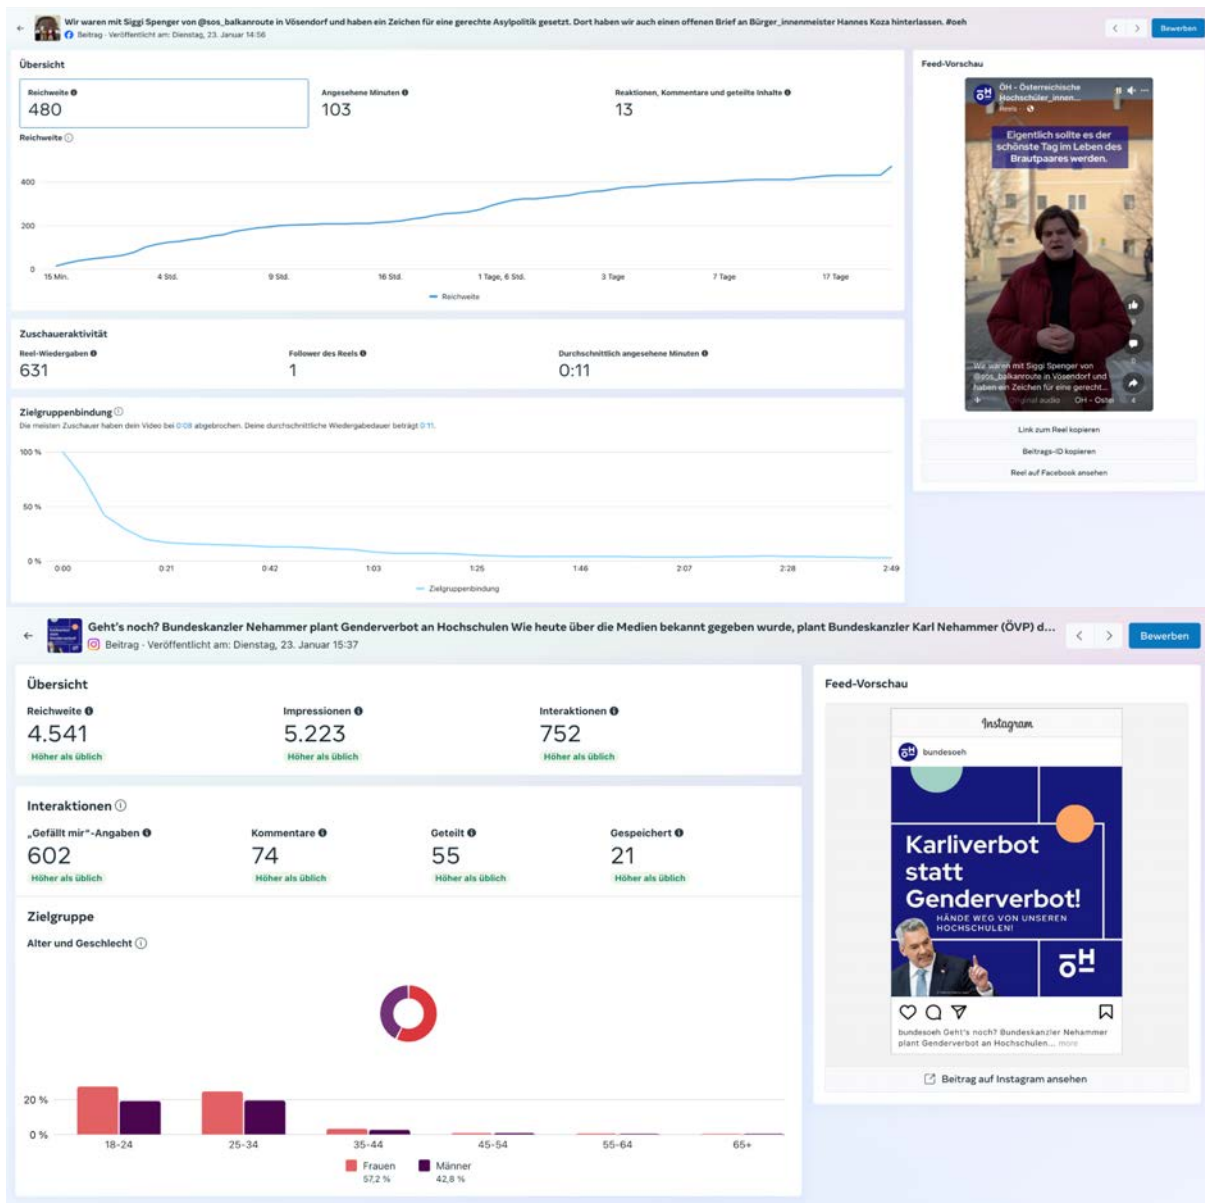 Wir waren mit Siggi Spenger von @sos_balkanroute in Vösendorf und haben ein Zeichen für eine gerechte Asylpolitik gesetzt. Dort haben wir auch einen offenen Brief an Bürger_innenmeister Hannes Koza hinterlassen. #oeh
Beitrag · Veröffentlicht am: Dienstag, 23. Januar 14:56
Bewerben
Übersicht
Reichweite
480
Angesehene Minuten
103
Reaktionen, Kommentare und geteilte Inhalte
13
Reichweite
400
200
0
15 Min. 4 Std. 9 Std. 16 Std. 1 Tage, 6 Std. 3 Tage 7 Tage 17 Tage
Reichweite
Zuschaueraktivität
Reel-Wiedergaben
631
Follower des Reels
1
Durchschnittlich angesehene Minuten
0:11
Zielgruppenbindung
Die meisten Zuschauer haben dein Video bei 0:08 abgebrochen. Deine durchschnittliche Wiedergabedauer beträgt 0:11.
100 %
50 %
0 %
0:00 0:21 0:42 1:03 1:25 1:46 2:07 2:28 2:49
Zielgruppenbindung
Feed-Vorschau
ÖH - Österreichische
Hochschüler_innen...
Reels ·
Eigentlich sollte es der
schönste Tag im Leben des
Brautpaares werden.
Wir waren mit Siggi Spenger von
@sos_balkanroute in Vösendorf und
haben ein Zeichen für eine gerecht...
Original audio
4
Link zum Reel kopieren
Beitrags-ID kopieren
Reel auf Facebook ansehen
Geht's noch? Bundeskanzler Nehammer plant Genderverbot an Hochschulen Wie heute über die Medien bekannt gegeben wurde, plant Bundeskanzler Karl Nehammer (ÖVP) d...
Beitrag · Veröffentlicht am: Dienstag, 23. Januar 15:37
Bewerben
Übersicht
Reichweite
4.541
Höher als üblich
Impressionen
5.223
Höher als üblich
Interaktionen
752
Höher als üblich
Interaktionen
„Gefällt mir“-Angaben
602
Höher als üblich
Kommentare
74
Höher als üblich
Geteilt
55
Höher als üblich
Gespeichert
21
Höher als üblich
Zielgruppe
Alter und Geschlecht
20 %
0 %
18-24 25-34 35-44 45-54 55-64 65+
Frauen
57,2 %
Männer
42,8 %
Feed-Vorschau
Instagram
bundesoeh
Karliverbot
statt
Genderverbot!
HÄNDE WEG VON UNSEREN
HOCHSCHULEN!
ōH
bundesoeh Geht's noch? Bundeskanzler Nehammer
plant Genderverbot an Hochschulen... more
Beitrag auf Instagram ansehen